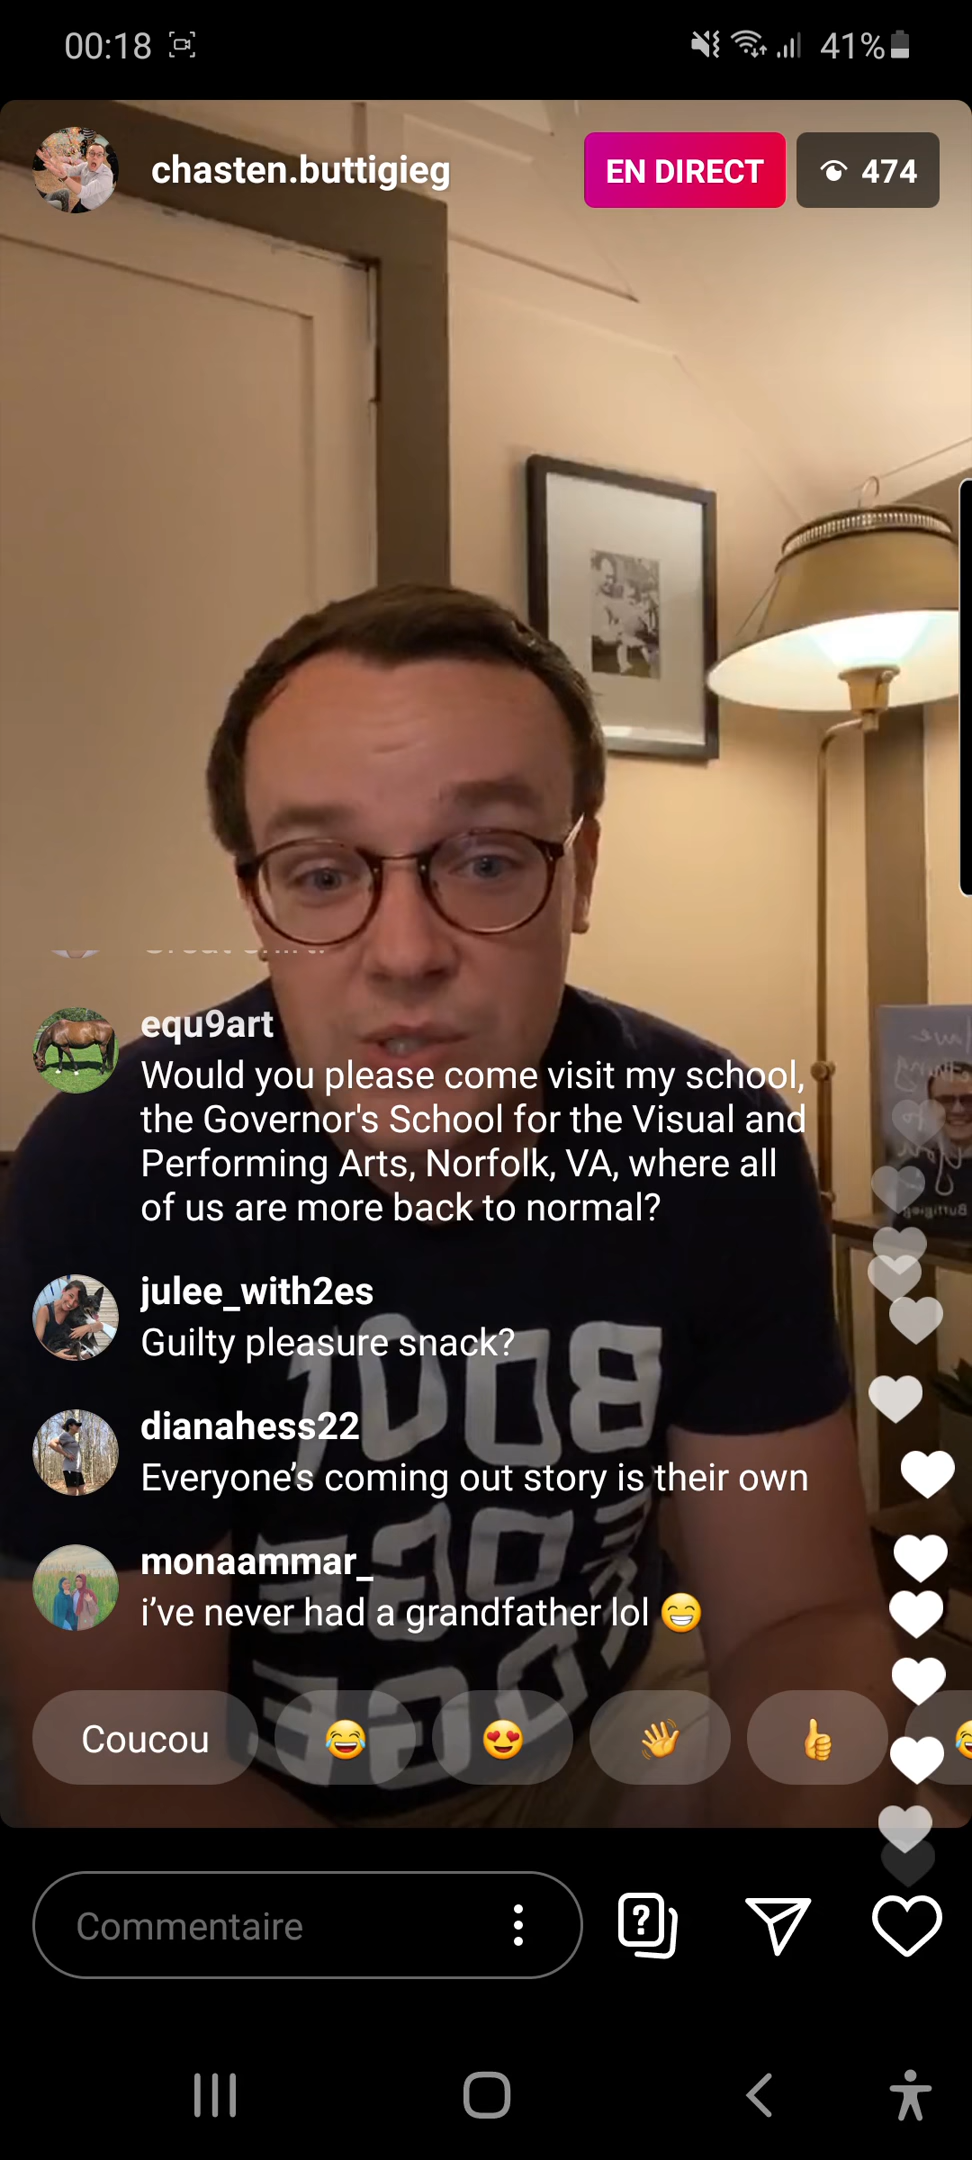 00:18
41%
chasten.buttigieg
EN DIRECT
474
equ9art
Would you please come visit my school,
the Governor's School for the Visual and
Performing Arts, Norfolk, VA, where all
of us are more back to normal?
julee_with2es
Guilty pleasure snack?
dianahess22
Everyone’s coming out story is their own
monaammar_
i’ve never had a grandfather lol 😁
Coucou 😂 😍 👋 👍
Commentaire